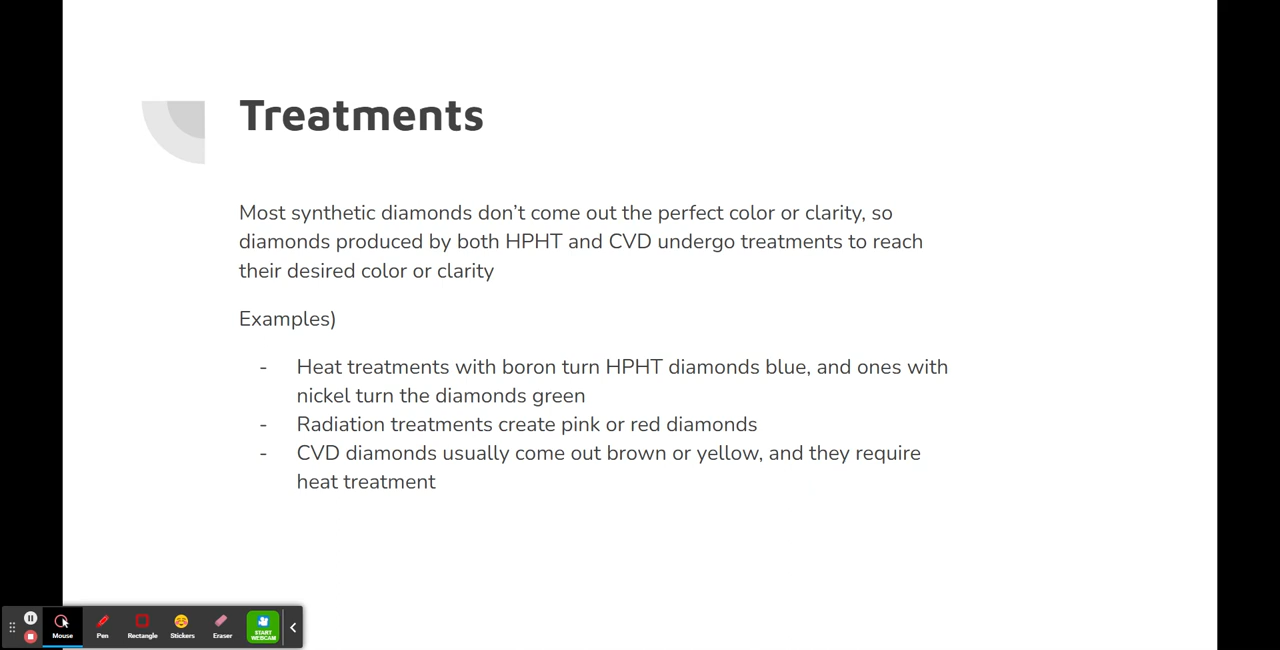 Treatments
Most synthetic diamonds don’t come out the perfect color or clarity, so
diamonds produced by both HPHT and CVD undergo treatments to reach
their desired color or clarity
Examples)
- Heat treatments with boron turn HPHT diamonds blue, and ones with
nickel turn the diamonds green
- Radiation treatments create pink or red diamonds
- CVD diamonds usually come out brown or yellow, and they require
heat treatment
Mouse
Pen
Rectangle
Stickers
Eraser
START
WEBCAM